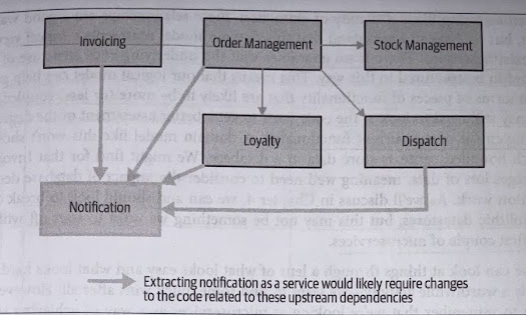 Invoicing
Order Management
Stock Management
Loyalty
Dispatch
Notification
Extracting notification as a service would likely require changes
to the code related to these upstream dependencies